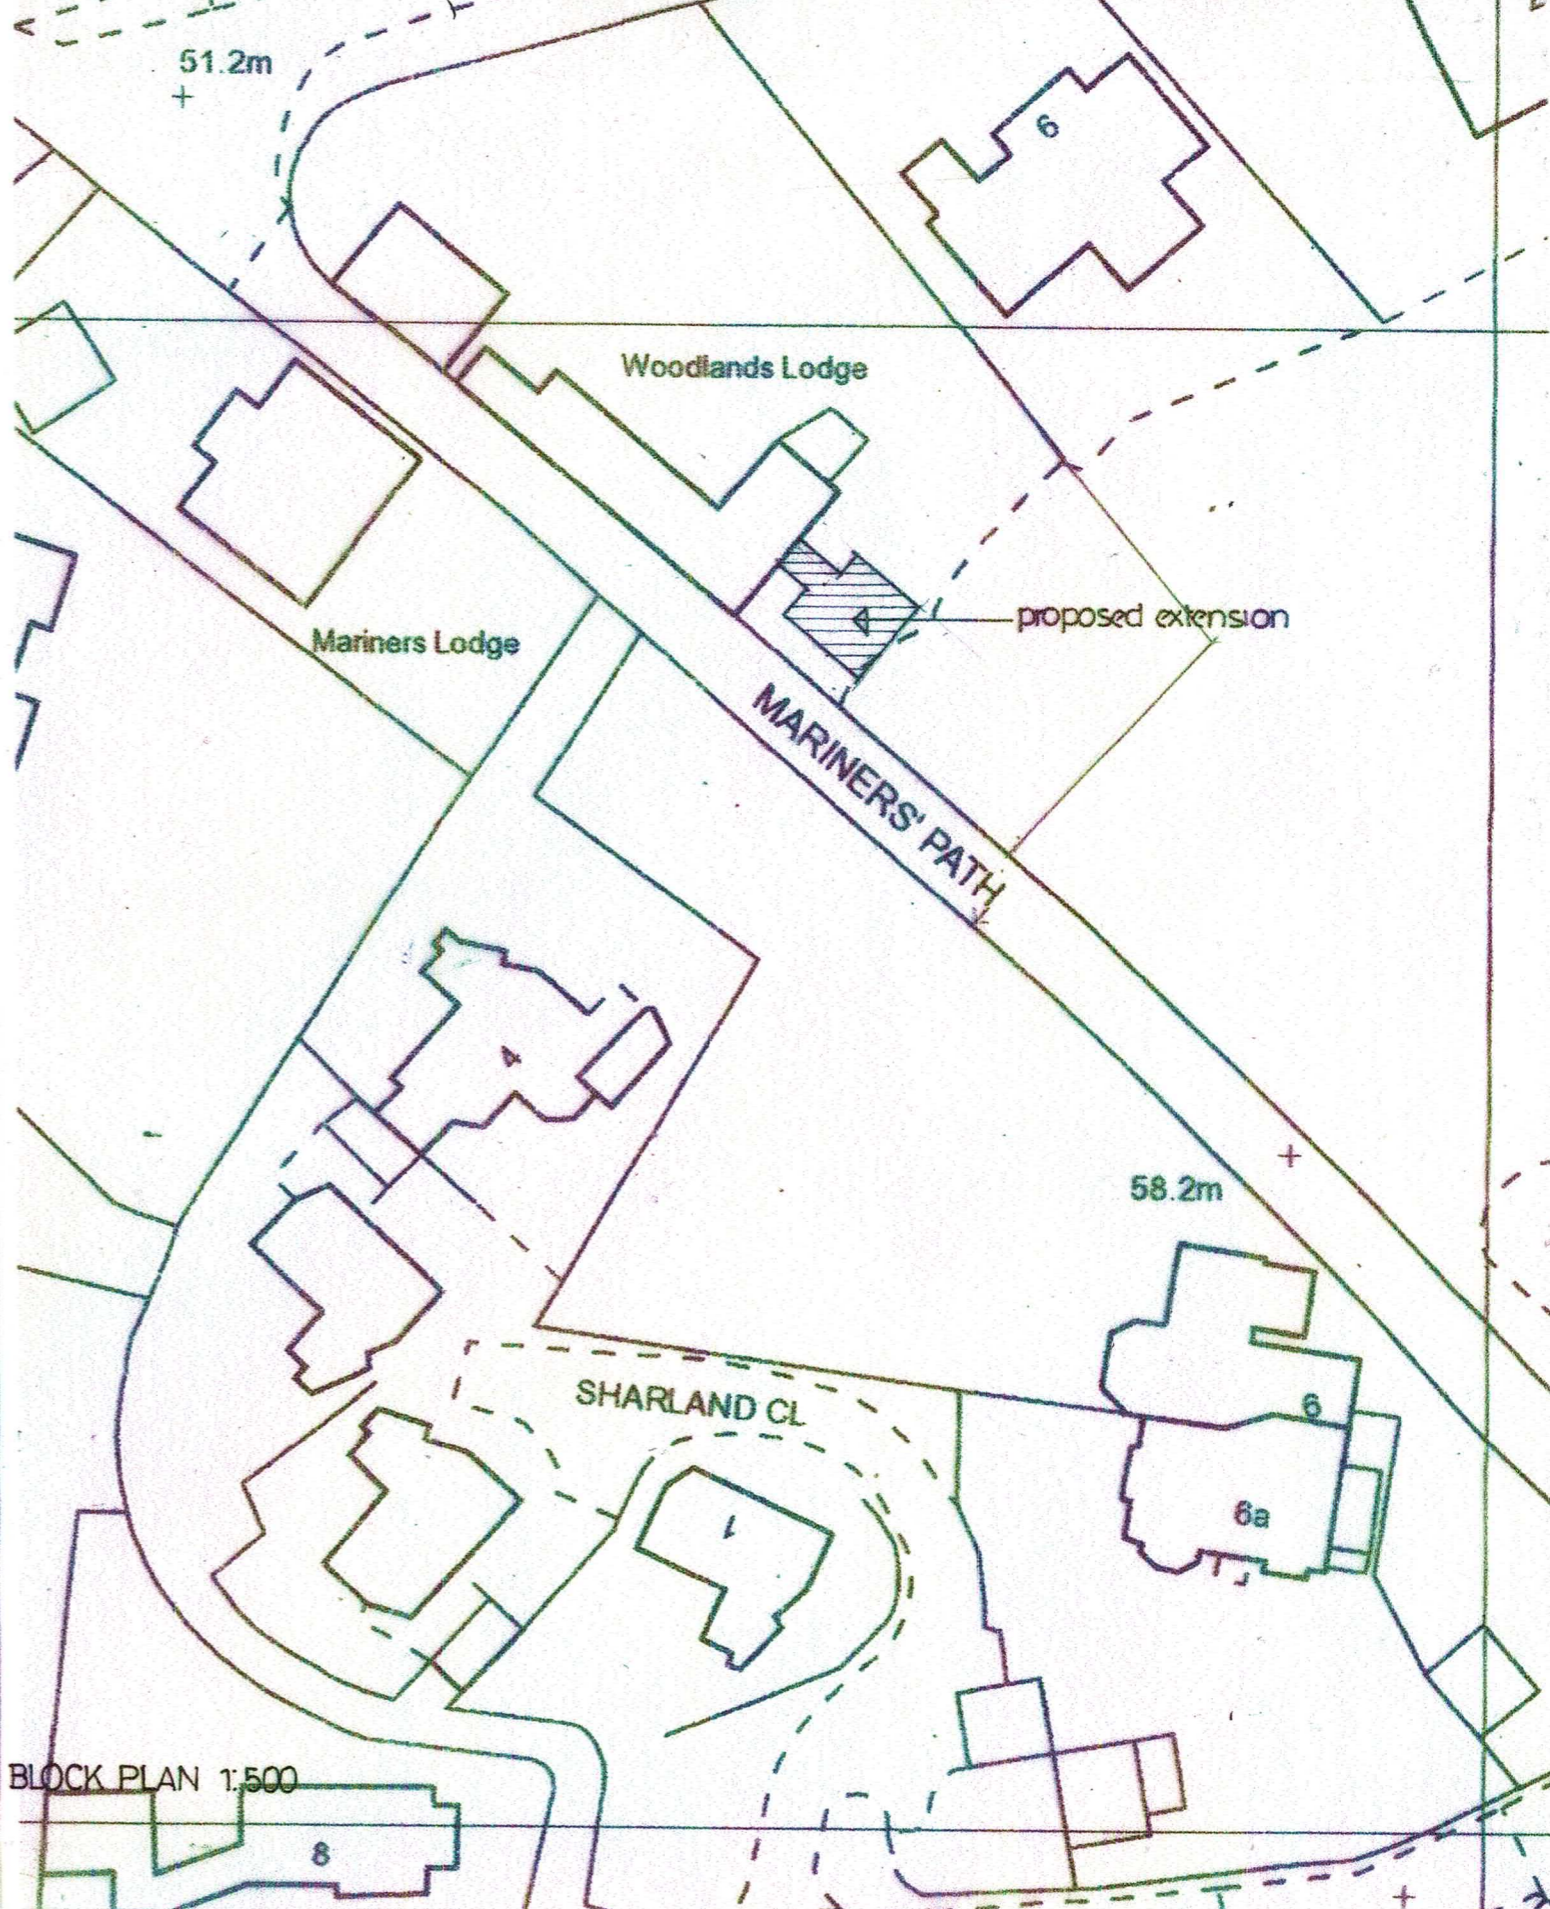 51.2m
6
Woodlands Lodge
proposed extension
Mariners Lodge
MARINERS' PATH
4
58.2m
SHARLAND CL
6
6a
1
BLOCK PLAN 1:500
8